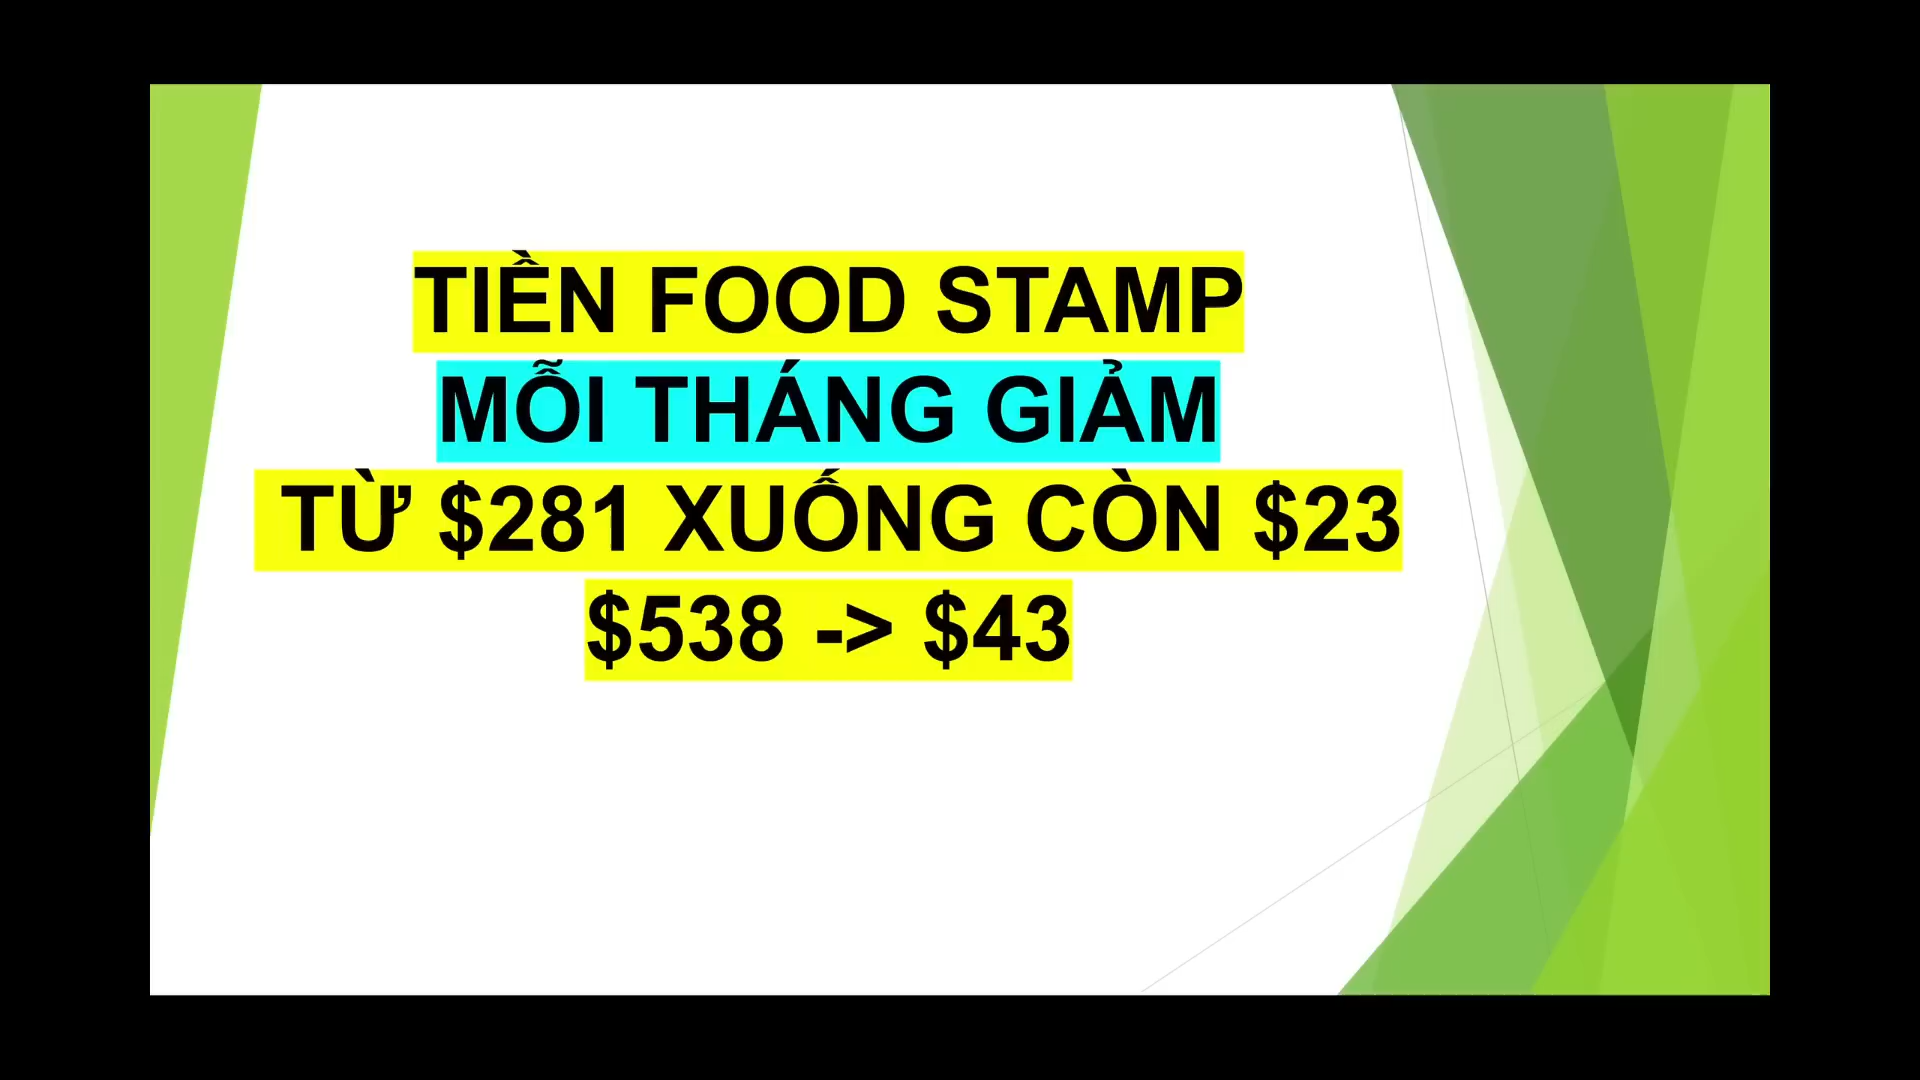 TIỀN FOOD STAMP
MỖI THÁNG GIẢM
TỪ $281 XUỐNG CÒN $23
$538 -> $43